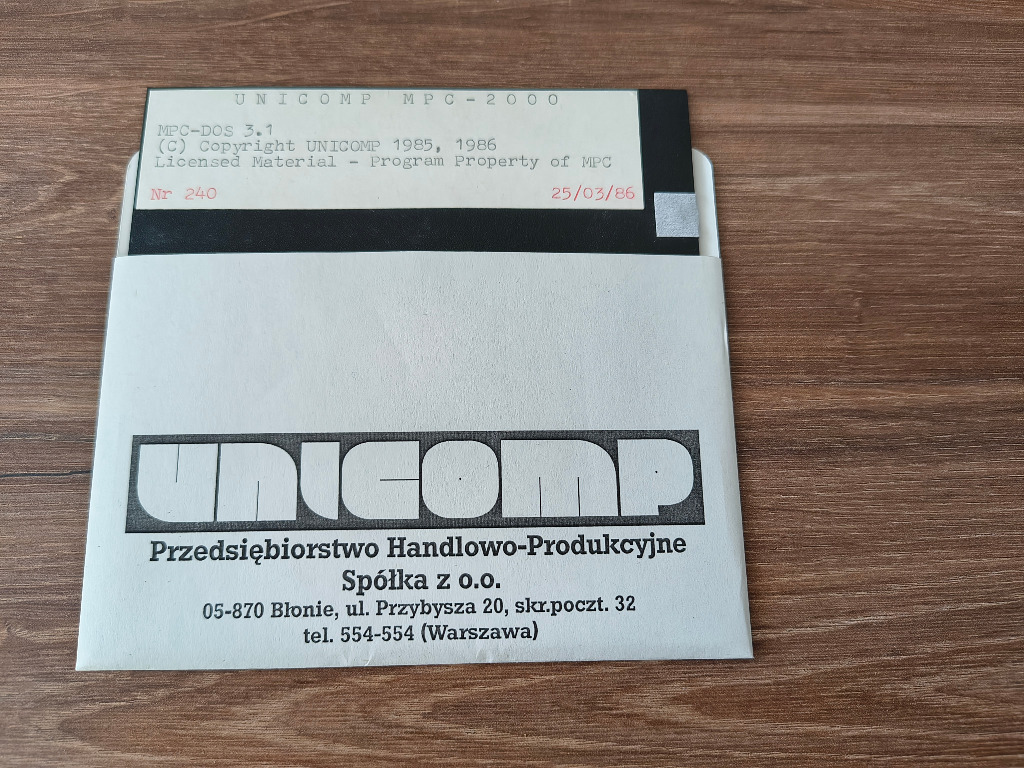 UNICOMP MPC-2000
MPC-DOS 3.1
(C) Copyright UNICOMP 1985, 1986
Licensed Material - Program Property of MPC
Nr 240 25/03/86
UNICOMP
Przedsiębiorstwo Handlowo-Produkcyjne
Spółka z o.o.
05-870 Błonie, ul. Przybysza 20, skr.poczt. 32
tel. 554-554 (Warszawa)